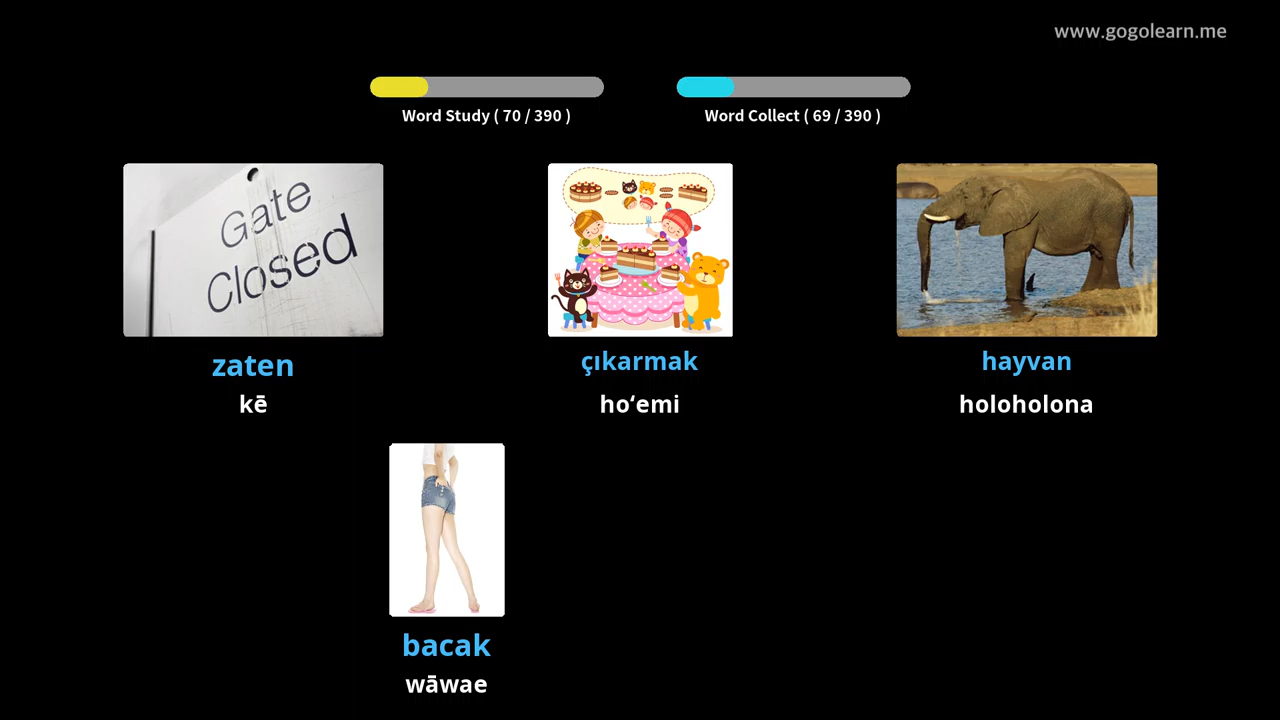 www.gogolearn.me
Word Study ( 70 / 390 )
Word Collect ( 69 / 390 )
Gate
Closed
zaten
kē
çıkarmak
hoʻemi
hayvan
holoholona
bacak
wāwae